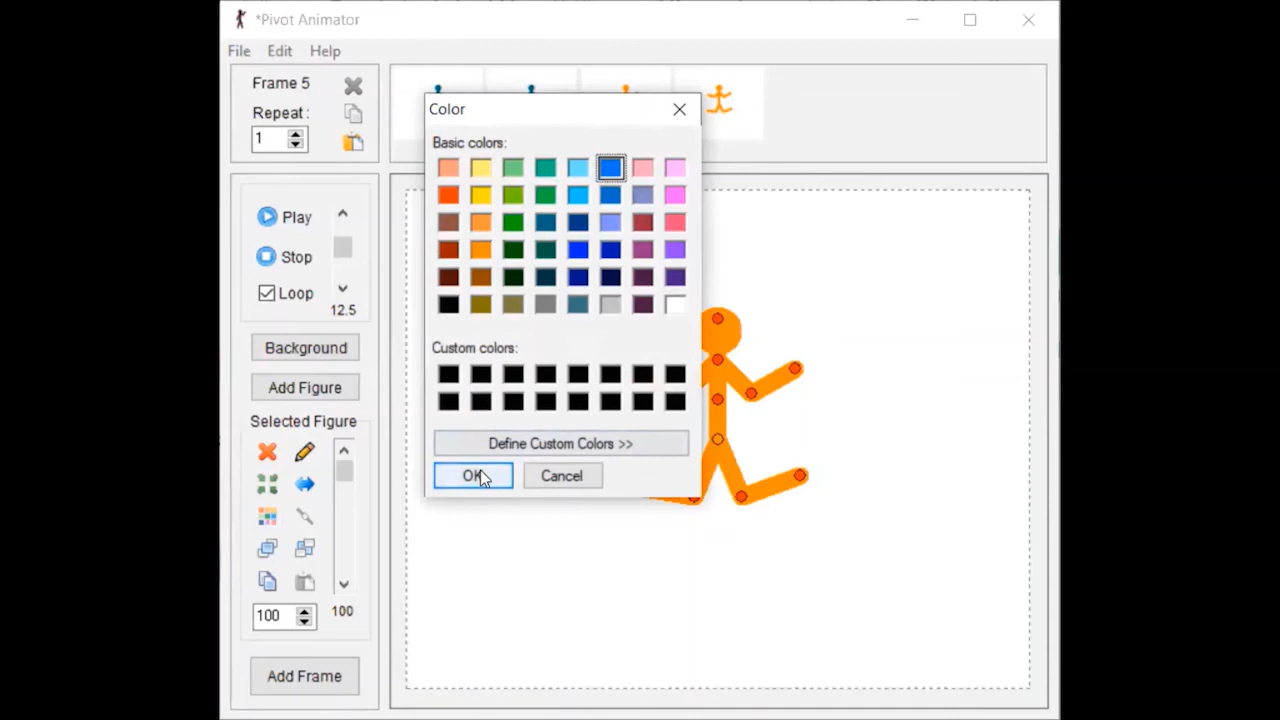 *Pivot Animator
File Edit Help
Frame 5
Repeat :
1
Color
Basic colors:
Custom colors:
Define Custom Colors >>
OK
Cancel
Play
Stop
Loop
12.5
Background
Add Figure
Selected Figure
100
100
Add Frame